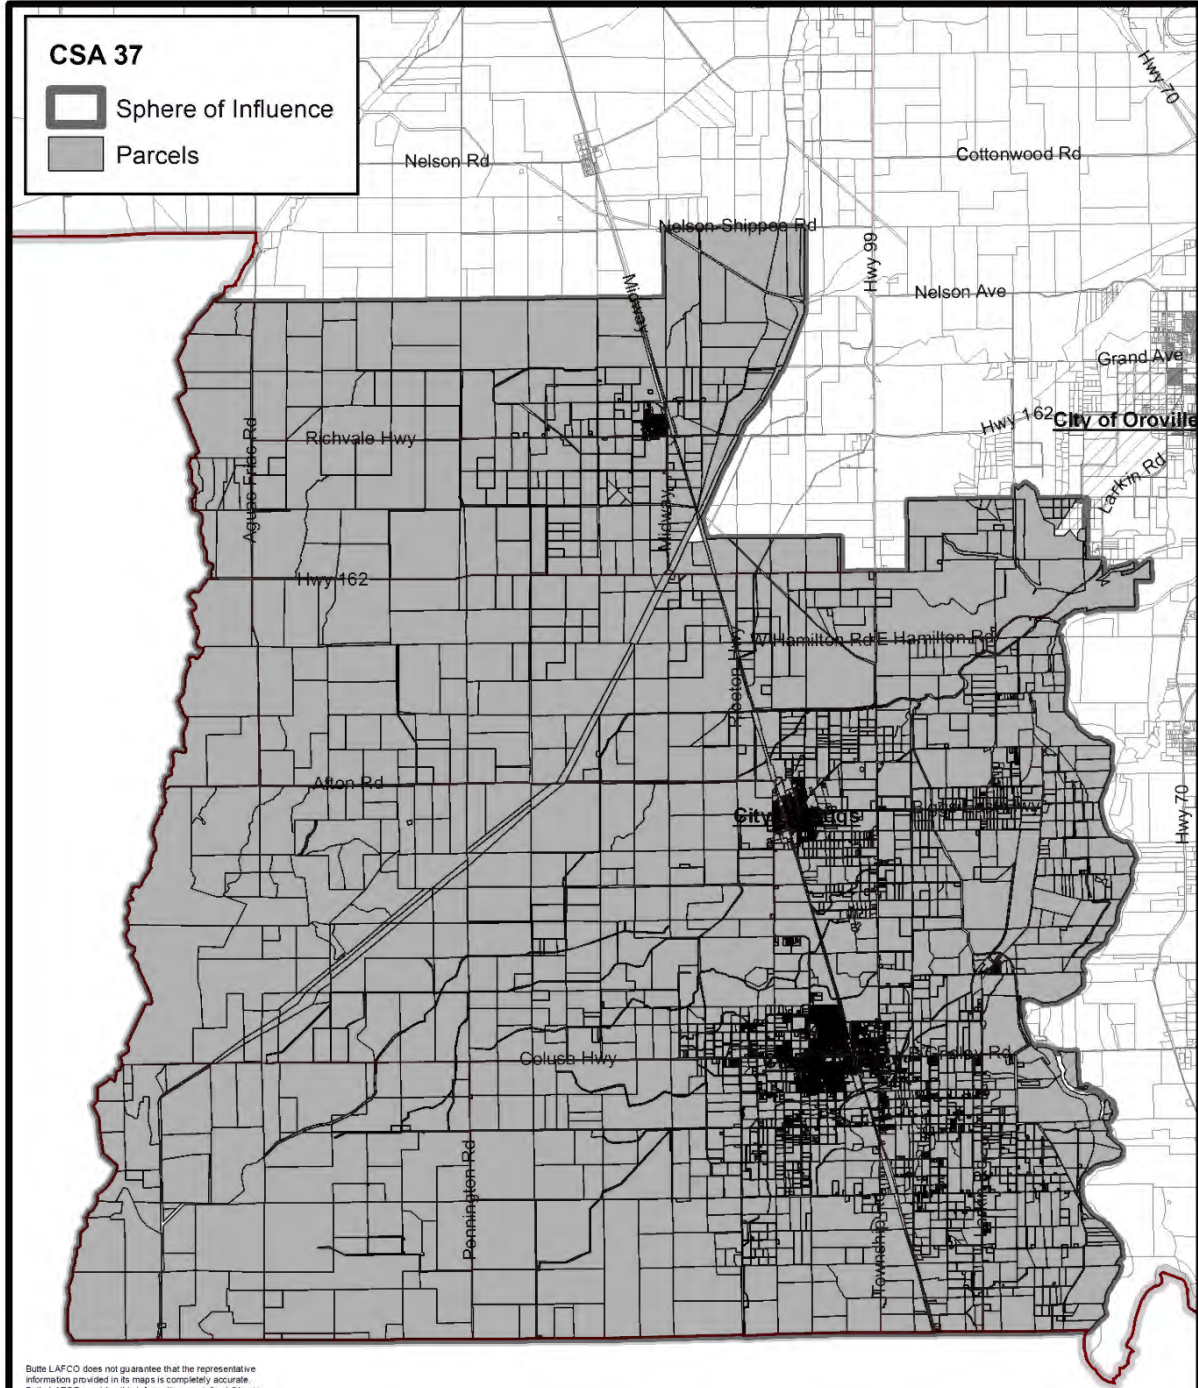 CSA 37
Sphere of Influence
Parcels
Hwy 70
Nelson Rd
Cottonwood Rd
Nelson-Shippee Rd
Hwy 99
Midway
Nelson Ave
Grand Ave
Hwy 162
City of Oroville
Richvale Hwy
Aguas Frias Rd
Larkin Rd
Midway
Hwy 162
W Hamilton Rd
E Hamilton Rd
Afton Rd
Hwy 70
Colusa Hwy
Pennington Rd
Township
Butte LAFCO does not guarantee that the representative
information provided in its maps is completely accurate.